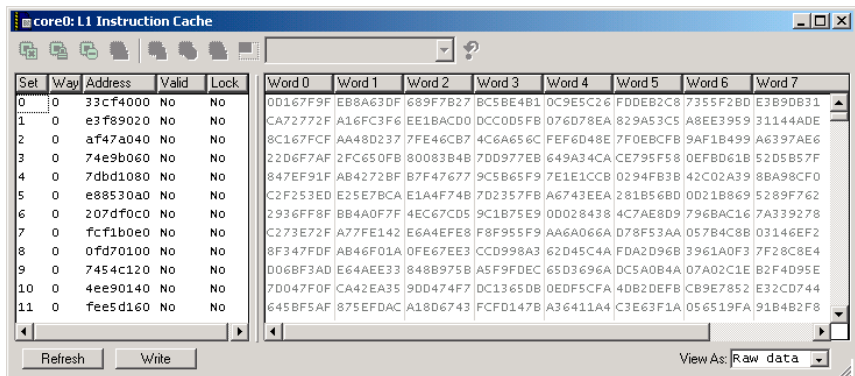 core0: L1 Instruction Cache
Set Way Address Valid Lock Word 0 Word 1 Word 2 Word 3 Word 4 Word 5 Word 6 Word 7
0 0 33cf4000 No No 0D167F9F EB8A63DF 689F7B27 BC5BE4B1 0C9E5C26 FDDEB2C8 7355F2BD E3B9DB31
1 0 e3f89020 No No CA72772F A16FC3F6 EE1BACD0 DCC0D5FB 076D78EA 829A53C5 A8EE3959 31144ADE
2 0 af47a040 No No 8C167FCF AA48D237 7FE46CB7 4C6A656C FEF6D48E 7F0EBCFB 9AF1B499 A6397AE6
3 0 74e9b060 No No 22D6F7AF 2FC650FB 80083B4B 7DD977EB 649A34CA CE795F58 0EFBD61B 52D5B57F
4 0 7dbd1080 No No 847EF91F AB4272BF B7F47677 9C5B65F9 7E1E1CCB 0294FB3B 42C02A39 8BA98CF0
5 0 e88530a0 No No C2F253ED E25E7BCA E1A4F74B 7D2357FB A6743EEA 281B56BD 0D21B869 5289F762
6 0 207df0c0 No No 2936FF8F BB4A0F7F 4EC67CD5 9C1B75E9 0D028438 4C7AE8D9 796BAC16 7A339278
7 0 fcf1b0e0 No No C273E72F A77FE142 E6A4EFE8 F8F955F9 AA6A066A D78F53AA 057B4C8B 03146EF2
8 0 0fd70100 No No 8F347FDF AB46F01A 0FE67EE3 CCD998A3 62D45C4A FDA2D96B 3961A0F3 7F28C8E4
9 0 7454c120 No No D06BF3AD E64AEE33 848B975B A5F9FDEC 65D3696A DC5A0B4A 07A02C1E B2F4D95E
10 0 4ee90140 No No 7D047F0F CA42EA35 9DD474F7 DC1365DB 0EDF5CFA 4DB2DEFB CB9E7852 E32CD744
11 0 fee5d160 No No 645BF5AF 875EFDAC A18D6743 FCFD147B A36411A4 C3E63F1A 056519FA 91B4B2F8
Refresh Write View As: Raw data